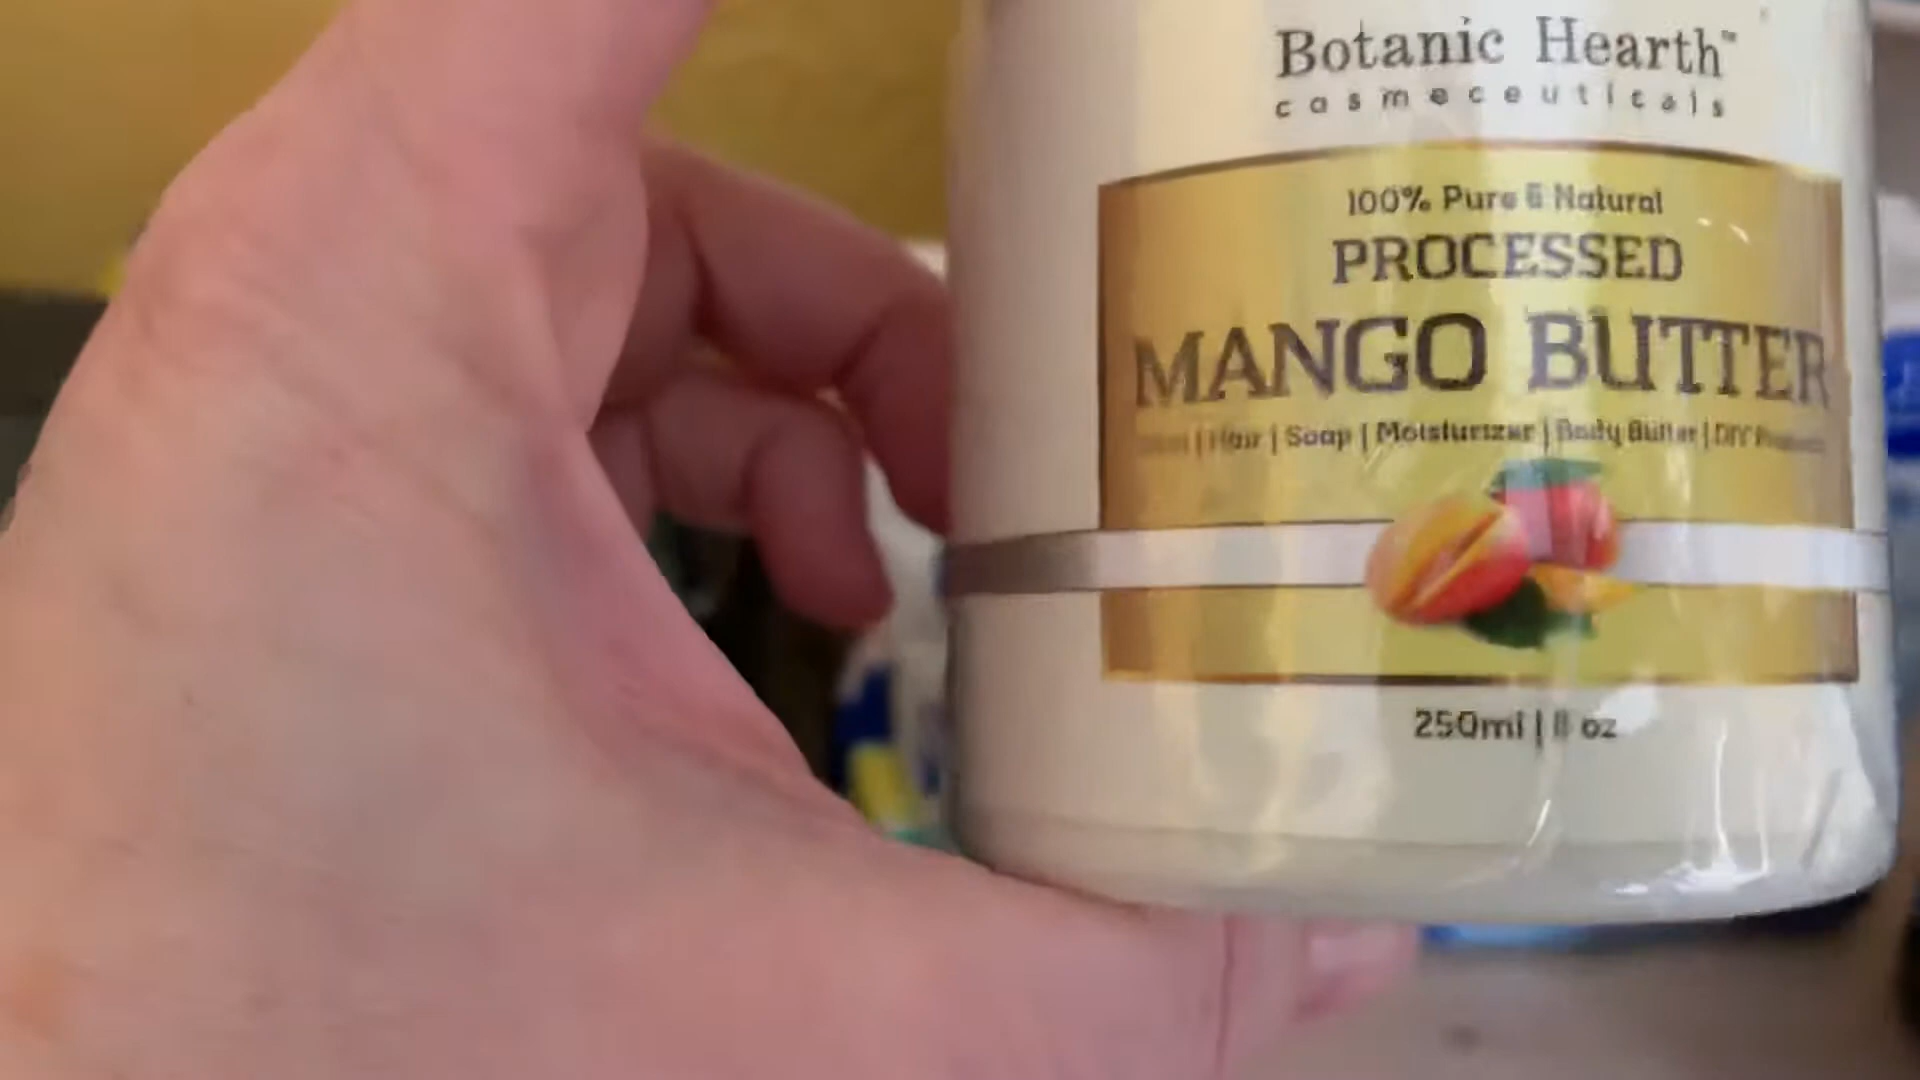 Botanic Hearth™
cosmeceuticals
100% Pure & Natural
PROCESSED
MANGO BUTTER
| Hair | Soap | Moisturizer | Body Butter | DIY
250ml | 8 oz